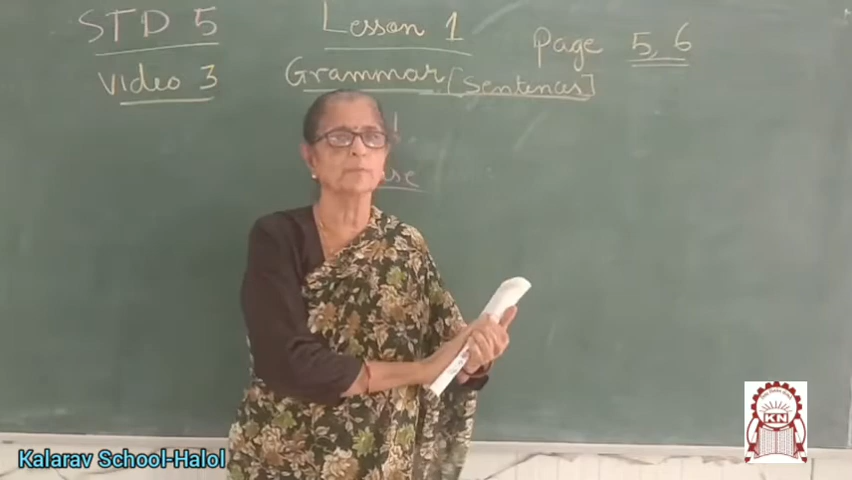 STD 5 Lesson 1 Page 5, 6
Video 3 Grammar [Sentences]
KN
Kalarav School-Halol